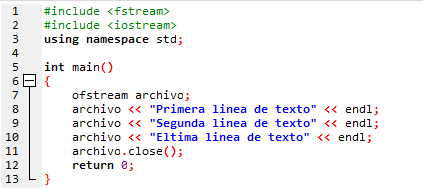 1 #include <fstream>
2 #include <iostream>
3 using namespace std;
4
5 int main()
6 {
7 ofstream archivo;
8 archivo << "Primera linea de texto" << endl;
9 archivo << "Segunda linea de texto" << endl;
10 archivo << "Eltima linea de texto" << endl;
11 archivo.close();
12 return 0;
13 }